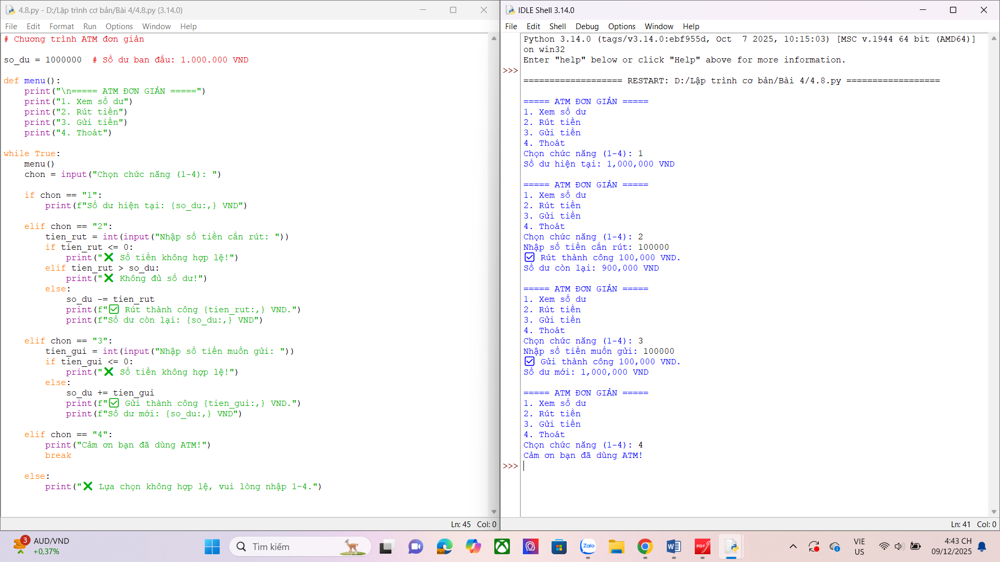 4.8.py - D:/Lập trình cơ bản/Bài 4/4.8.py (3.14.0)
File Edit Format Run Options Window Help
# Chương trình ATM đơn giản
so_du = 1000000  # Số dư ban đầu: 1.000.000 VND
def menu():
    print("\n===== ATM ĐƠN GIẢN =====")
    print("1. Xem số dư")
    print("2. Rút tiền")
    print("3. Gửi tiền")
    print("4. Thoát")
while True:
    menu()
    chon = input("Chọn chức năng (1-4): ")
    if chon == "1":
        print(f"Số dư hiện tại: {so_du:,} VND")
    elif chon == "2":
        tien_rut = int(input("Nhập số tiền cần rút: "))
        if tien_rut <= 0:
            print("❌ Số tiền không hợp lệ!")
        elif tien_rut > so_du:
            print("❌ Không đủ số dư!")
        else:
            so_du -= tien_rut
            print(f"✅ Rút thành công {tien_rut:,} VND.")
            print(f"Số dư còn lại: {so_du:,} VND")
    elif chon == "3":
        tien_gui = int(input("Nhập số tiền muốn gửi: "))
        if tien_gui <= 0:
            print("❌ Số tiền không hợp lệ!")
        else:
            so_du += tien_gui
            print(f"✅ Gửi thành công {tien_gui:,} VND.")
            print(f"Số dư mới: {so_du:,} VND")
    elif chon == "4":
        print("Cảm ơn bạn đã dùng ATM!")
        break
    else:
        print("❌ Lựa chọn không hợp lệ, vui lòng nhập 1-4.")
Ln: 45 Col: 0
IDLE Shell 3.14.0
File Edit Shell Debug Options Window Help
Python 3.14.0 (tags/v3.14.0:ebf955d, Oct  7 2025, 10:15:03) [MSC v.1944 64 bit (AMD64)]
on win32
Enter "help" below or click "Help" above for more information.
>>>
=================== RESTART: D:/Lập trình cơ bản/Bài 4/4.8.py ==================
===== ATM ĐƠN GIẢN =====
1. Xem số dư
2. Rút tiền
3. Gửi tiền
4. Thoát
Chọn chức năng (1-4): 1
Số dư hiện tại: 1,000,000 VND
===== ATM ĐƠN GIẢN =====
1. Xem số dư
2. Rút tiền
3. Gửi tiền
4. Thoát
Chọn chức năng (1-4): 2
Nhập số tiền cần rút: 100000
✅ Rút thành công 100,000 VND.
Số dư còn lại: 900,000 VND
===== ATM ĐƠN GIẢN =====
1. Xem số dư
2. Rút tiền
3. Gửi tiền
4. Thoát
Chọn chức năng (1-4): 3
Nhập số tiền muốn gửi: 100000
✅ Gửi thành công 100,000 VND.
Số dư mới: 1,000,000 VND
===== ATM ĐƠN GIẢN =====
1. Xem số dư
2. Rút tiền
3. Gửi tiền
4. Thoát
Chọn chức năng (1-4): 4
Cảm ơn bạn đã dùng ATM!
>>>
Ln: 41 Col: 0
3
AUD/VND
+0,37%
Tìm kiếm
Zalo
PDF
VIE
US
4:43 CH
09/12/2025